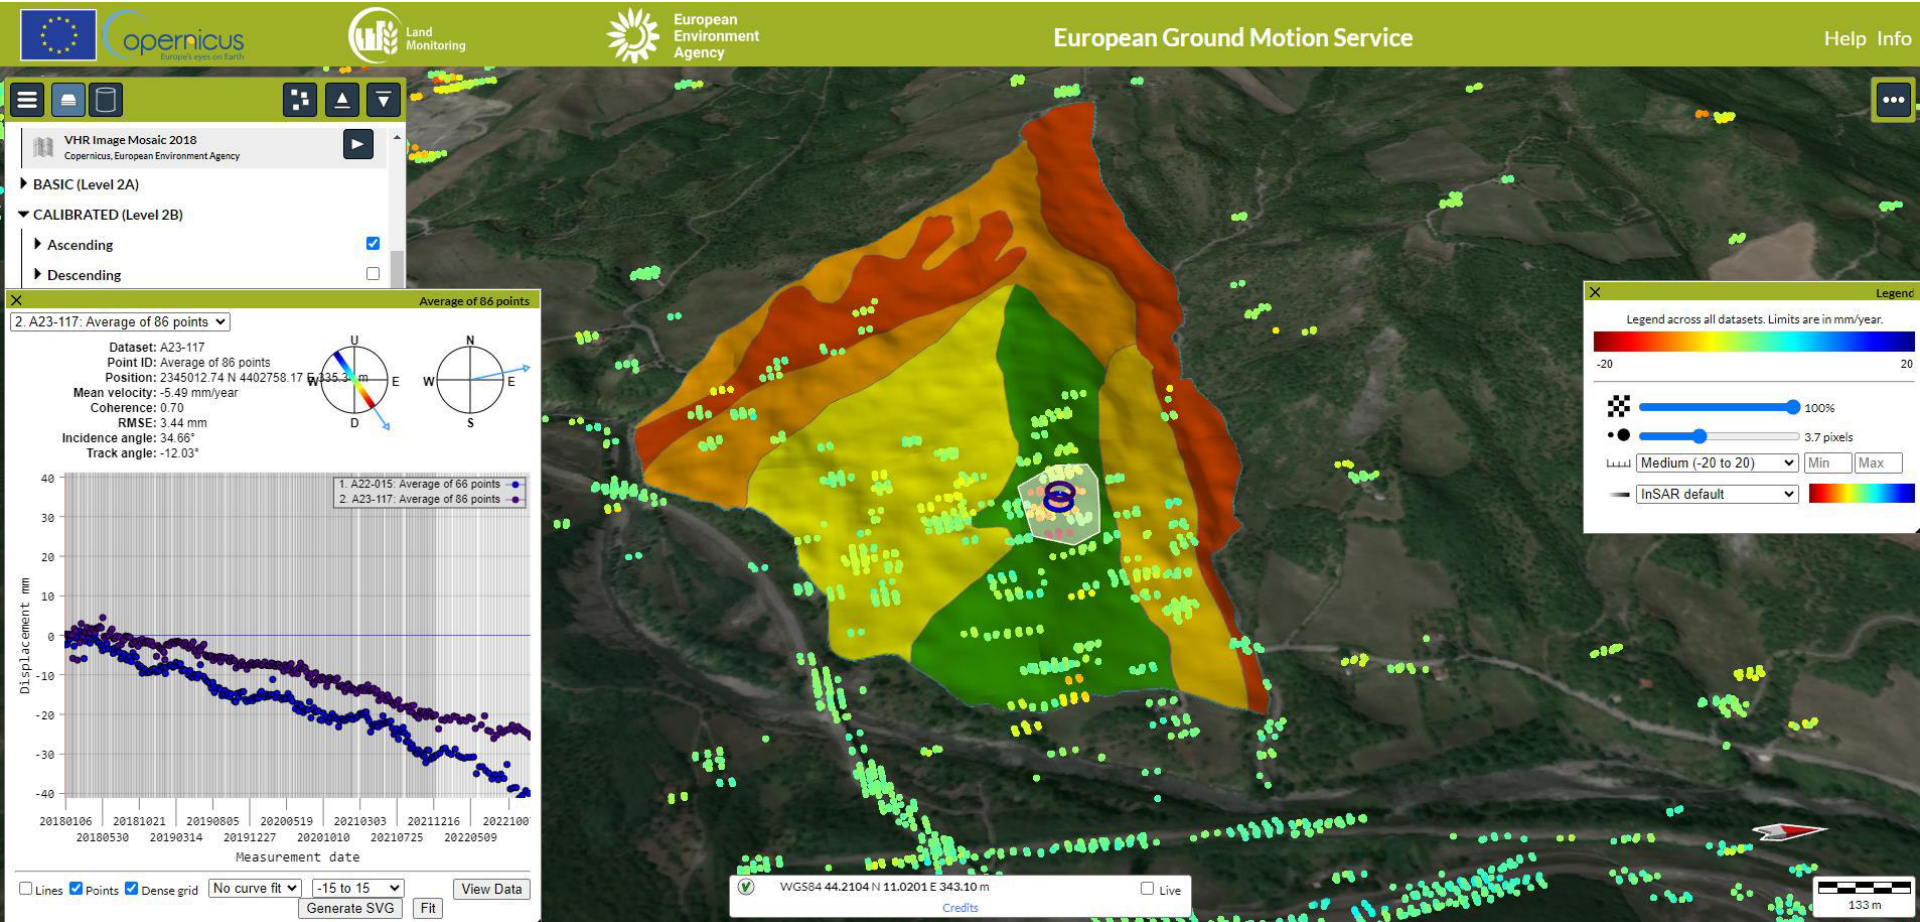 Copernicus
Europe's eyes on Earth
Land
Monitoring
European
Environment
Agency
European Ground Motion Service
Help Info
VHR Image Mosaic 2018
Copernicus, European Environment Agency
BASIC (Level 2A)
CALIBRATED (Level 2B)
Ascending
Descending
Average of 86 points
2. A23-117: Average of 86 points
Dataset: A23-117
Point ID: Average of 86 points
Position: 2345012.74 N 4402758.17 E 335.3 m
Mean velocity: -5.49 mm/year
Coherence: 0.70
RMSE: 3.44 mm
Incidence angle: 34.66°
Track angle: -12.03°
U
W E
D
N
W E
S
1. A22-015: Average of 66 points
2. A23-117: Average of 86 points
40
30
20
10
0
-10
-20
-30
-40
Displacement mm
20180106 20181021 20190805 20200519 20210303 20211216 2022100
20180530 20190314 20191227 20201010 20210725 20220509
Measurement date
Lines Points Dense grid No curve fit -15 to 15 View Data
Generate SVG Fit
Legend
Legend across all datasets. Limits are in mm/year.
-20 20
100%
3.7 pixels
Medium (-20 to 20) Min Max
InSAR default
WGS84 44.2104 N 11.0201 E 343.10 m Live
Credits
133 m